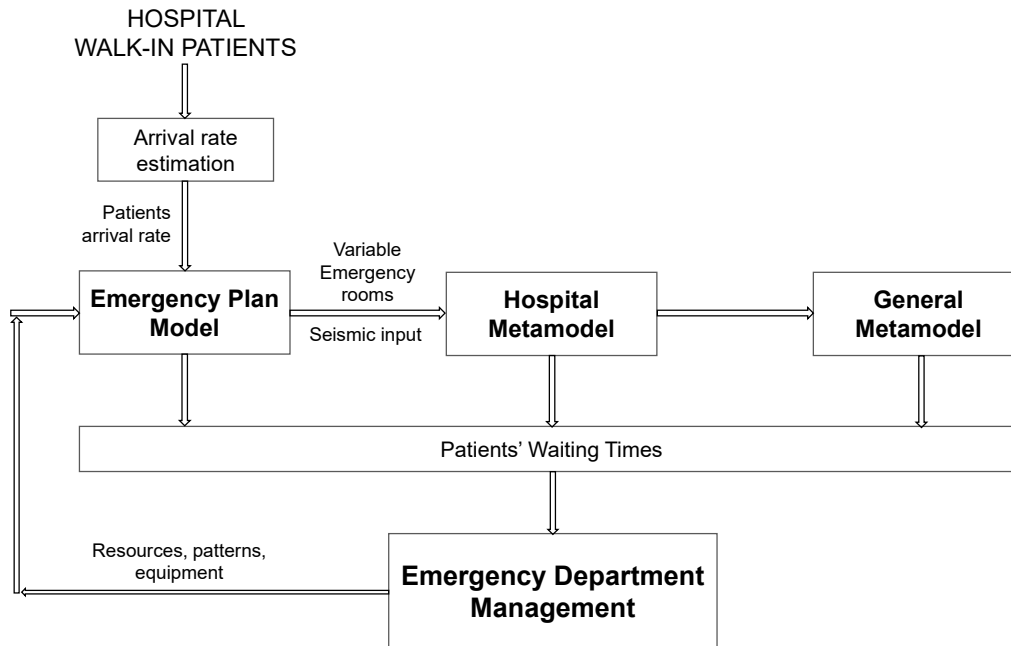 HOSPITAL
WALK-IN PATIENTS
Arrival rate
estimation
Patients
arrival rate
Variable
Emergency
rooms
Seismic input
Emergency Plan
Model
Hospital
Metamodel
General
Metamodel
Patients’ Waiting Times
Resources, patterns,
equipment
Emergency Department
Management